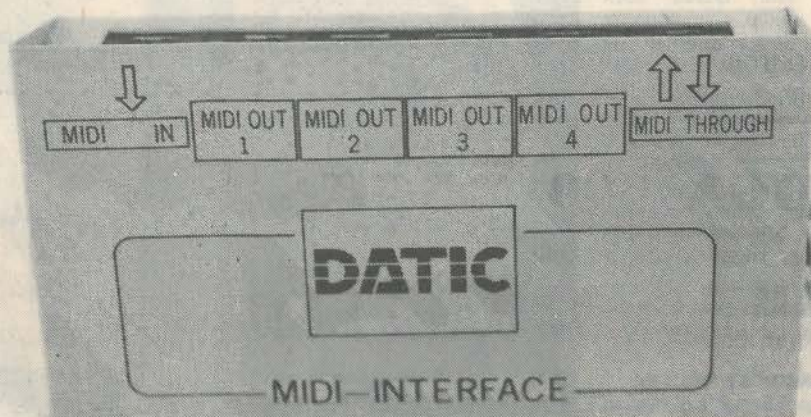 MIDI IN
MIDI OUT 1
MIDI OUT 2
MIDI OUT 3
MIDI OUT 4
MIDI THROUGH
DATIC
MIDI-INTERFACE